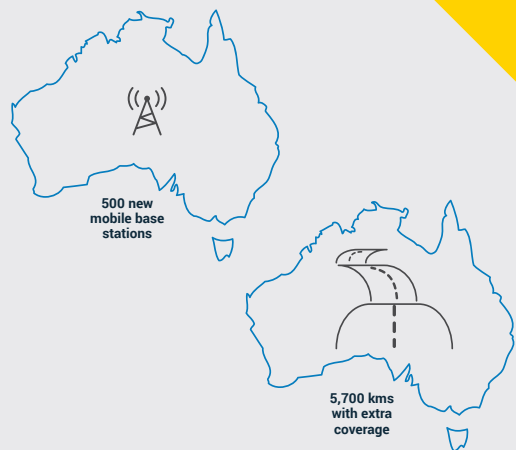 500 new
mobile base
stations
5,700 kms
with extra
coverage